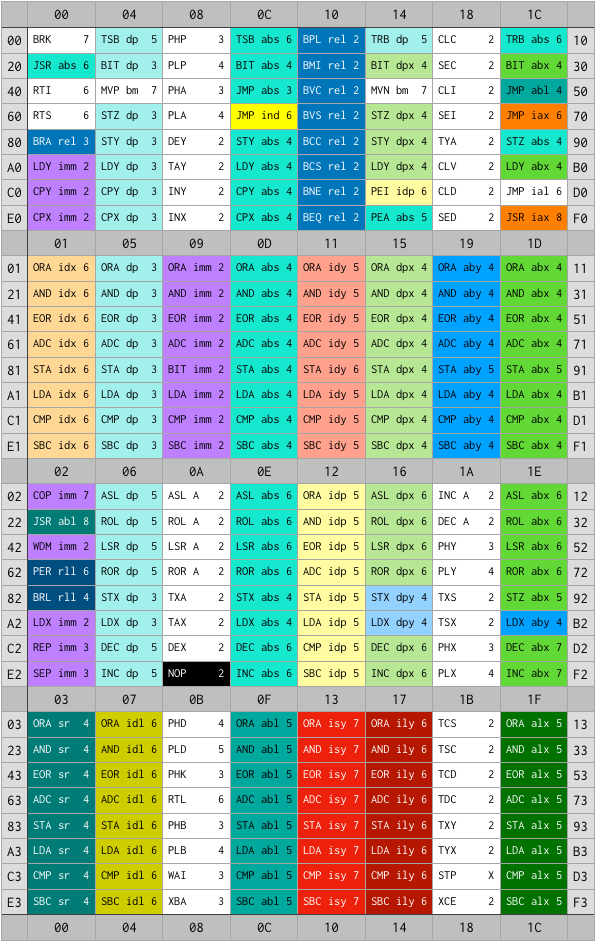 00 04 08 0C 10 14 18 1C
00 BRK 7 TSB dp 5 PHP 3 TSB abs 6 BPL rel 2 TRB dp 5 CLC 2 TRB abs 6 10
20 JSR abs 6 BIT dp 3 PLP 4 BIT abs 4 BMI rel 2 BIT dpx 4 SEC 2 BIT abx 4 30
40 RTI 6 MVP bm 7 PHA 3 JMP abs 3 BVC rel 2 MVN bm 7 CLI 2 JMP abl 4 50
60 RTS 6 STZ dp 3 PLA 4 JMP ind 6 BVS rel 2 STZ dpx 4 SEI 2 JMP iax 6 70
80 BRA rel 3 STY dp 3 DEY 2 STY abs 4 BCC rel 2 STY dpx 4 TYA 2 STZ abs 4 90
A0 LDY imm 2 LDY dp 3 TAY 2 LDY abs 4 BCS rel 2 LDY dpx 4 CLV 2 LDY abx 4 B0
C0 CPY imm 2 CPY dp 3 INY 2 CPY abs 4 BNE rel 2 PEI idp 6 CLD 2 JMP ial 6 D0
E0 CPX imm 2 CPX dp 3 INX 2 CPX abs 4 BEQ rel 2 PEA abs 5 SED 2 JSR iax 8 F0
01 05 09 0D 11 15 19 1D
01 ORA idx 6 ORA dp 3 ORA imm 2 ORA abs 4 ORA idy 5 ORA dpx 4 ORA aby 4 ORA abx 4 11
21 AND idx 6 AND dp 3 AND imm 2 AND abs 4 AND idy 5 AND dpx 4 AND aby 4 AND abx 4 31
41 EOR idx 6 EOR dp 3 EOR imm 2 EOR abs 4 EOR idy 5 EOR dpx 4 EOR aby 4 EOR abx 4 51
61 ADC idx 6 ADC dp 3 ADC imm 2 ADC abs 4 ADC idy 5 ADC dpx 4 ADC aby 4 ADC abx 4 71
81 STA idx 6 STA dp 3 BIT imm 2 STA abs 4 STA idy 6 STA dpx 4 STA aby 5 STA abx 5 91
A1 LDA idx 6 LDA dp 3 LDA imm 2 LDA abs 4 LDA idy 5 LDA dpx 4 LDA aby 4 LDA abx 4 B1
C1 CMP idx 6 CMP dp 3 CMP imm 2 CMP abs 4 CMP idy 5 CMP dpx 4 CMP aby 4 CMP abx 4 D1
E1 SBC idx 6 SBC dp 3 SBC imm 2 SBC abs 4 SBC idy 5 SBC dpx 4 SBC aby 4 SBC abx 4 F1
02 06 0A 0E 12 16 1A 1E
02 COP imm 7 ASL dp 5 ASL A 2 ASL abs 6 ORA idp 5 ASL dpx 6 INC A 2 ASL abx 6 12
22 JSR abl 8 ROL dp 5 ROL A 2 ROL abs 6 AND idp 5 ROL dpx 6 DEC A 2 ROL abx 6 32
42 WDM imm 2 LSR dp 5 LSR A 2 LSR abs 6 EOR idp 5 LSR dpx 6 PHY 3 LSR abx 6 52
62 PER rll 6 ROR dp 5 ROR A 2 ROR abs 6 ADC idp 5 ROR dpx 6 PLY 4 ROR abx 6 72
82 BRL rll 4 STX dp 3 TXA 2 STX abs 4 STA idp 5 STX dpy 4 TXS 2 STZ abx 5 92
A2 LDX imm 2 LDX dp 3 TAX 2 LDX abs 4 LDA idp 5 LDX dpy 4 TSX 2 LDX aby 4 B2
C2 REP imm 3 DEC dp 5 DEX 2 DEC abs 6 CMP idp 5 DEC dpx 6 PHX 3 DEC abx 7 D2
E2 SEP imm 3 INC dp 5 NOP 2 INC abs 6 SBC idp 5 INC dpx 6 PLX 4 INC abx 7 F2
03 07 0B 0F 13 17 1B 1F
03 ORA sr 4 ORA idl 6 PHD 4 ORA abl 5 ORA isy 7 ORA ily 6 TCS 2 ORA alx 5 13
23 AND sr 4 AND idl 6 PLD 5 AND abl 5 AND isy 7 AND ily 6 TSC 2 AND alx 5 33
43 EOR sr 4 EOR idl 6 PHK 3 EOR abl 5 EOR isy 7 EOR ily 6 TCD 2 EOR alx 5 53
63 ADC sr 4 ADC idl 6 RTL 6 ADC abl 5 ADC isy 7 ADC ily 6 TDC 2 ADC alx 5 73
83 STA sr 4 STA idl 6 PHB 3 STA abl 5 STA isy 7 STA ily 6 TXY 2 STA alx 5 93
A3 LDA sr 4 LDA idl 6 PLB 4 LDA abl 5 LDA isy 7 LDA ily 6 TYX 2 LDA alx 5 B3
C3 CMP sr 4 CMP idl 6 WAI 3 CMP abl 5 CMP isy 7 CMP ily 6 STP X CMP alx 5 D3
E3 SBC sr 4 SBC idl 6 XBA 3 SBC abl 5 SBC isy 7 SBC ily 6 XCE 2 SBC alx 5 F3
00 04 08 0C 10 14 18 1C